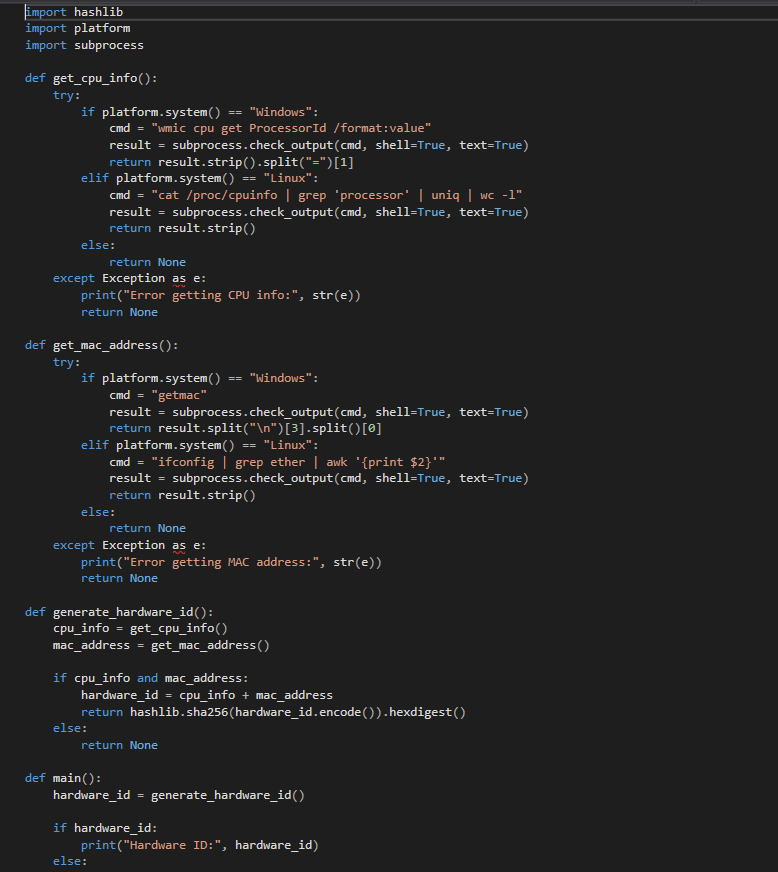 import hashlib
import platform
import subprocess

def get_cpu_info():
    try:
        if platform.system() == "Windows":
            cmd = "wmic cpu get ProcessorId /format:value"
            result = subprocess.check_output(cmd, shell=True, text=True)
            return result.strip().split("=")[1]
        elif platform.system() == "Linux":
            cmd = "cat /proc/cpuinfo | grep 'processor' | uniq | wc -l"
            result = subprocess.check_output(cmd, shell=True, text=True)
            return result.strip()
        else:
            return None
    except Exception as e:
        print("Error getting CPU info:", str(e))
        return None

def get_mac_address():
    try:
        if platform.system() == "Windows":
            cmd = "getmac"
            result = subprocess.check_output(cmd, shell=True, text=True)
            return result.split("\n")[3].split()[0]
        elif platform.system() == "Linux":
            cmd = "ifconfig | grep ether | awk '{print $2}'"
            result = subprocess.check_output(cmd, shell=True, text=True)
            return result.strip()
        else:
            return None
    except Exception as e:
        print("Error getting MAC address:", str(e))
        return None

def generate_hardware_id():
    cpu_info = get_cpu_info()
    mac_address = get_mac_address()

    if cpu_info and mac_address:
        hardware_id = cpu_info + mac_address
        return hashlib.sha256(hardware_id.encode()).hexdigest()
    else:
        return None

def main():
    hardware_id = generate_hardware_id()

    if hardware_id:
        print("Hardware ID:", hardware_id)
    else: